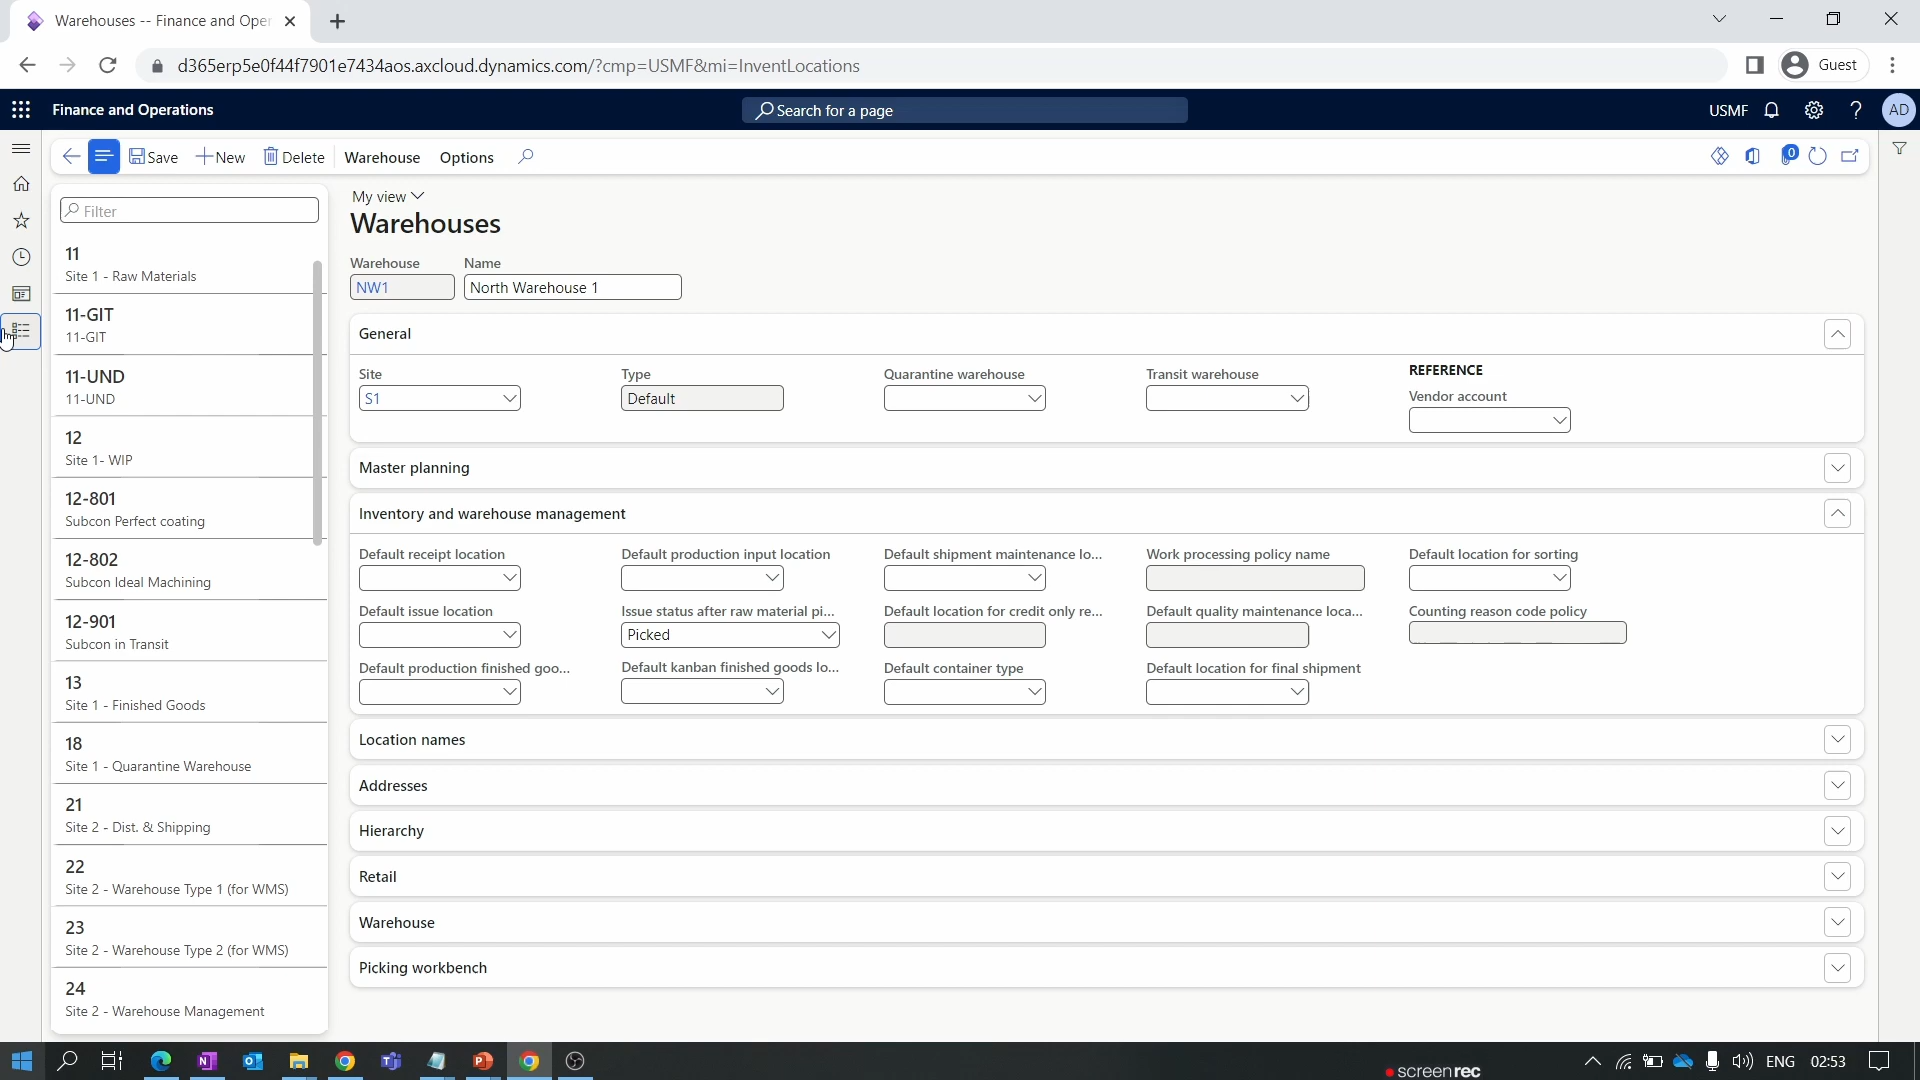 Warehouses -- Finance and Oper
d365erp5e0f44f7901e7434aos.axcloud.dynamics.com/?cmp=USMF&mi=InventLocations
Guest
Finance and Operations
Search for a page
USMF
AD
Save
New
Delete
Warehouse
Options
0
Filter
11
Site 1 - Raw Materials
11-GIT
11-GIT
11-UND
11-UND
12
Site 1- WIP
12-801
Subcon Perfect coating
12-802
Subcon Ideal Machining
12-901
Subcon in Transit
13
Site 1 - Finished Goods
18
Site 1 - Quarantine Warehouse
21
Site 2 - Dist. & Shipping
22
Site 2 - Warehouse Type 1 (for WMS)
23
Site 2 - Warehouse Type 2 (for WMS)
24
Site 2 - Warehouse Management
My view
Warehouses
Warehouse
Name
NW1
North Warehouse 1
General
Site
Type
Quarantine warehouse
Transit warehouse
REFERENCE
S1
Default
Vendor account
Master planning
Inventory and warehouse management
Default receipt location
Default production input location
Default shipment maintenance lo...
Work processing policy name
Default location for sorting
Default issue location
Issue status after raw material pi...
Default location for credit only re...
Default quality maintenance loca...
Counting reason code policy
Picked
Default production finished goo...
Default kanban finished goods lo...
Default container type
Default location for final shipment
Location names
Addresses
Hierarchy
Retail
Warehouse
Picking workbench
screenrec
ENG
02:53